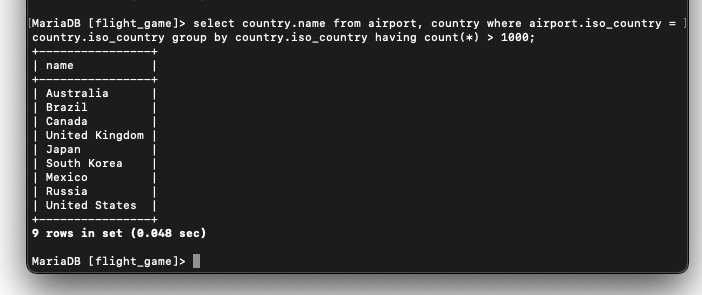 [MariaDB [flight_game]> select country.name from airport, country where airport.iso_country = ]
country.iso_country group by country.iso_country having count(*) > 1000;
+----------------+
| name           |
+----------------+
| Australia      |
| Brazil         |
| Canada         |
| United Kingdom |
| Japan          |
| South Korea    |
| Mexico         |
| Russia         |
| United States  |
+----------------+
9 rows in set (0.048 sec)
MariaDB [flight_game]>